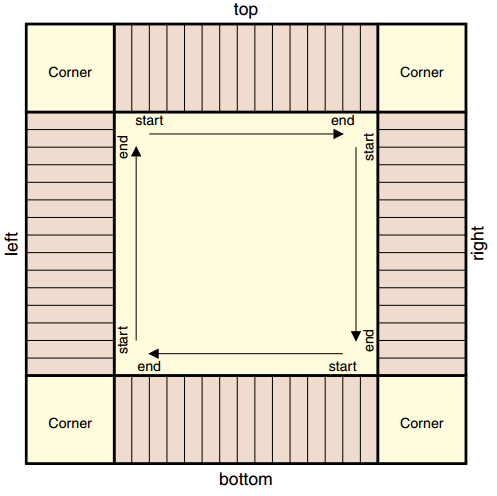 top
Corner
Corner
start
end
end
start
left
right
start
end
end
start
Corner
Corner
bottom